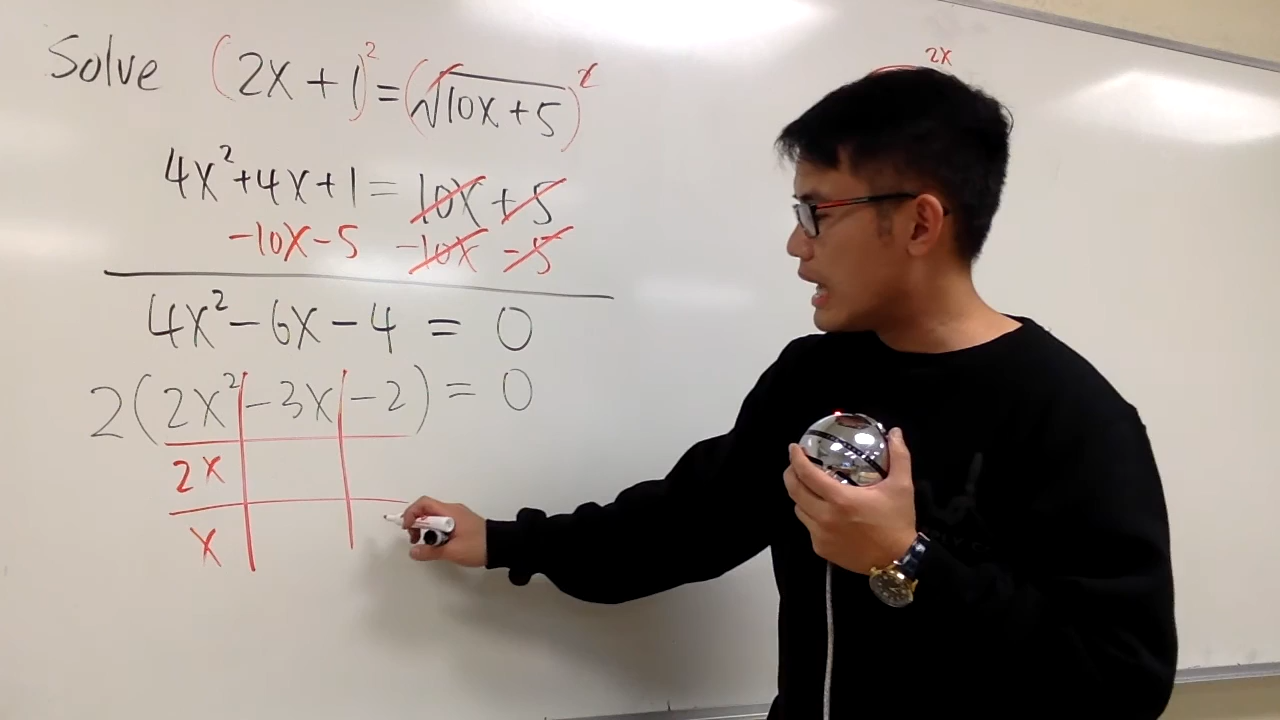 Solve (2x + 1)² = (√10x + 5)²
2x
4x² + 4x + 1 = 10x + 5
-10x - 5 -10x - 5
4x² - 6x - 4 = 0
2(2x² - 3x - 2) = 0
2x
x